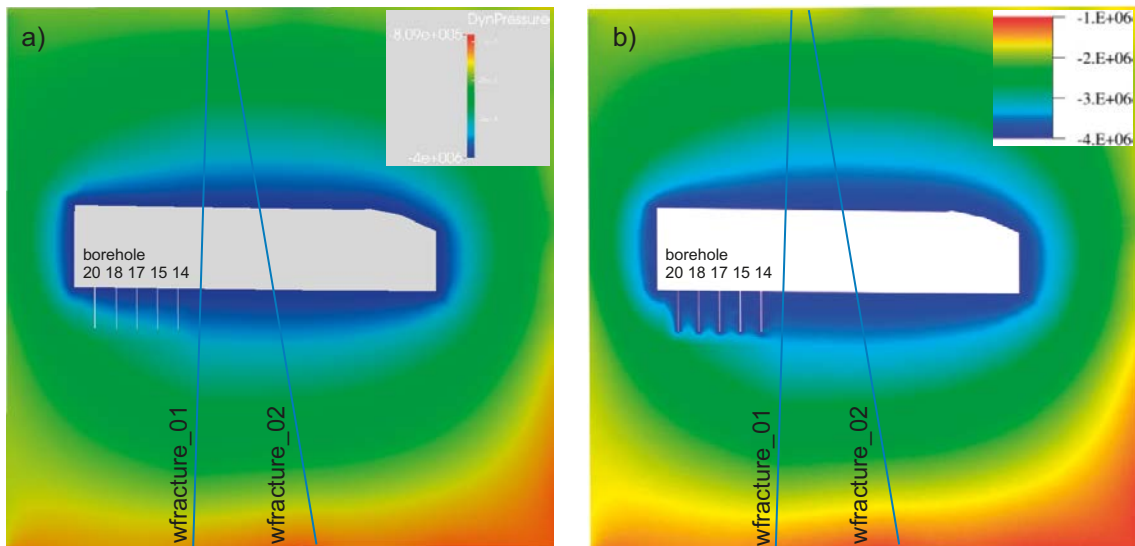 a)
DynPressure
8.09e+005
-4e+006
borehole
20 18 17 15 14
wfracture_01
wfracture_02
b)
-1.E+06
-2.E+06
-3.E+06
-4.E+06
borehole
20 18 17 15 14
wfracture_01
wfracture_02